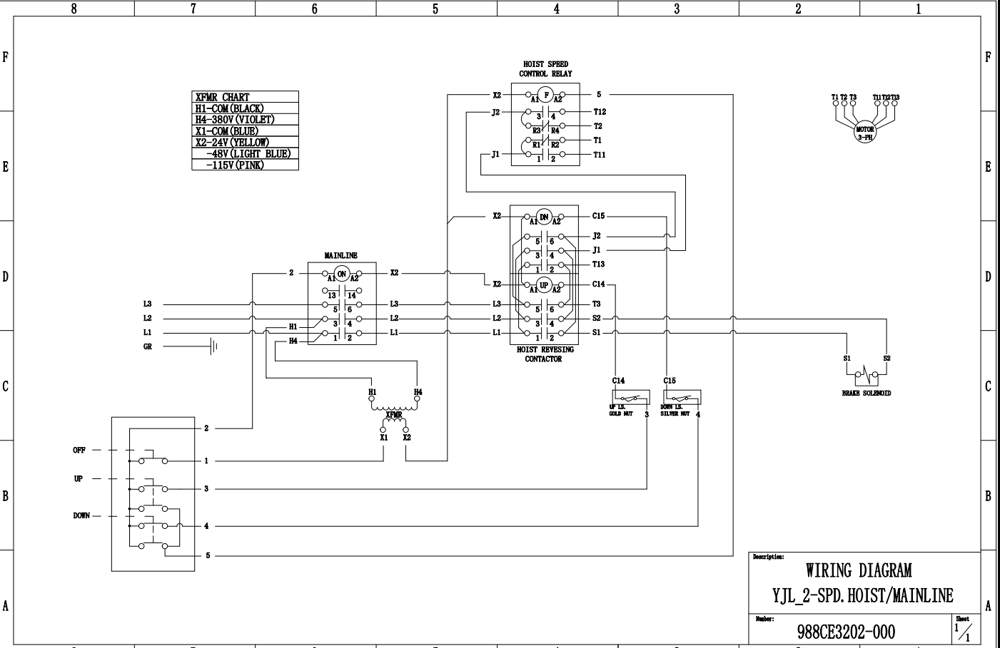 8 7 6 5 4 3 2 1
F F
HOIST SPEED
CONTROL RELAY
XFMR CHART
H1-COM(BLACK)
H4-380V(VIOLET)
X1-COM(BLUE)
X2-24V(YELLOW)
-48V(LIGHT BLUE)
-115V(PINK)
X2 A1 F A2 5
J2 3 4 T12
R3 R4 T2
R1 R2 T1
J1 1 2 T11
T1 T2 T3 T11 T12 T13
MOTOR
3-PH
E E
X2 A1 DN A2 C15
5 6 J2
3 4 J1
1 2 T13
MAINLINE
D D
2 A1 ON A2 X2
X2 A1 UP A2 C14
13 14
L3 5 6 L3 L3 5 6 T3
L2 3 4 L2 L2 3 4 S2
H1
L1 1 2 L1 L1 1 2 S1
H4
GR
HOIST REVESING
CONTACTOR
S1 S2
BRAKE SOLENOID
C C
C14 C15
UP LS.
GOLD NUT 3
DOWN LS.
SILVER NUT 4
H1 H4
XFMR
X1 X2
2
OFF
1
UP
3
B B
DOWN
4
5
Description:
WIRING DIAGRAM
YJL_2-SPD.HOIST/MAINLINE
A A
Number:
988CE3202-000
Sheet
1/1